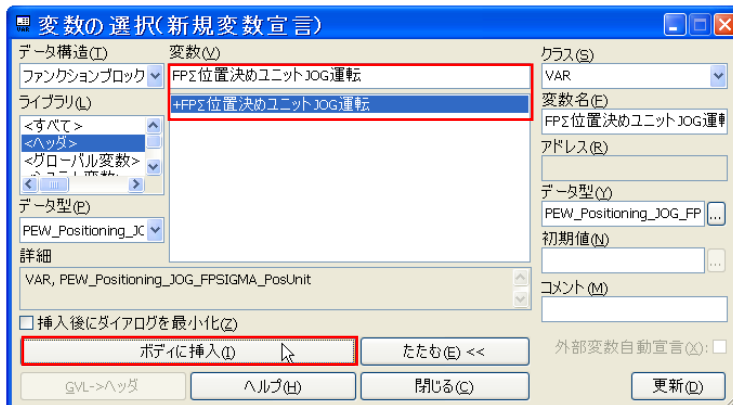 変数の選択(新規変数宣言)
データ構造(T)
変数(V)
クラス(S)
ファンクションブロック
FPΣ位置決めユニットJOG運転
VAR
ライブラリ(L)
+FPΣ位置決めユニットJOG運転
変数名(F)
<すべて>
<ヘッダ>
<グローバル変数>
FPΣ位置決めユニットJOG運
アドレス(R)
データ型(P)
データ型(Y)
PEW_Positioning_JC
PEW_Positioning_JOG_FP
...
詳細
初期値(N)
VAR, PEW_Positioning_JOG_FPSIGMA_PosUnit
...
コメント(M)
挿入後にダイアログを最小化(Z)
ボディに挿入(I)
たたむ(E) <<
外部変数自動宣言(X):
GVL->ヘッダ
ヘルプ(H)
閉じる(C)
更新(D)